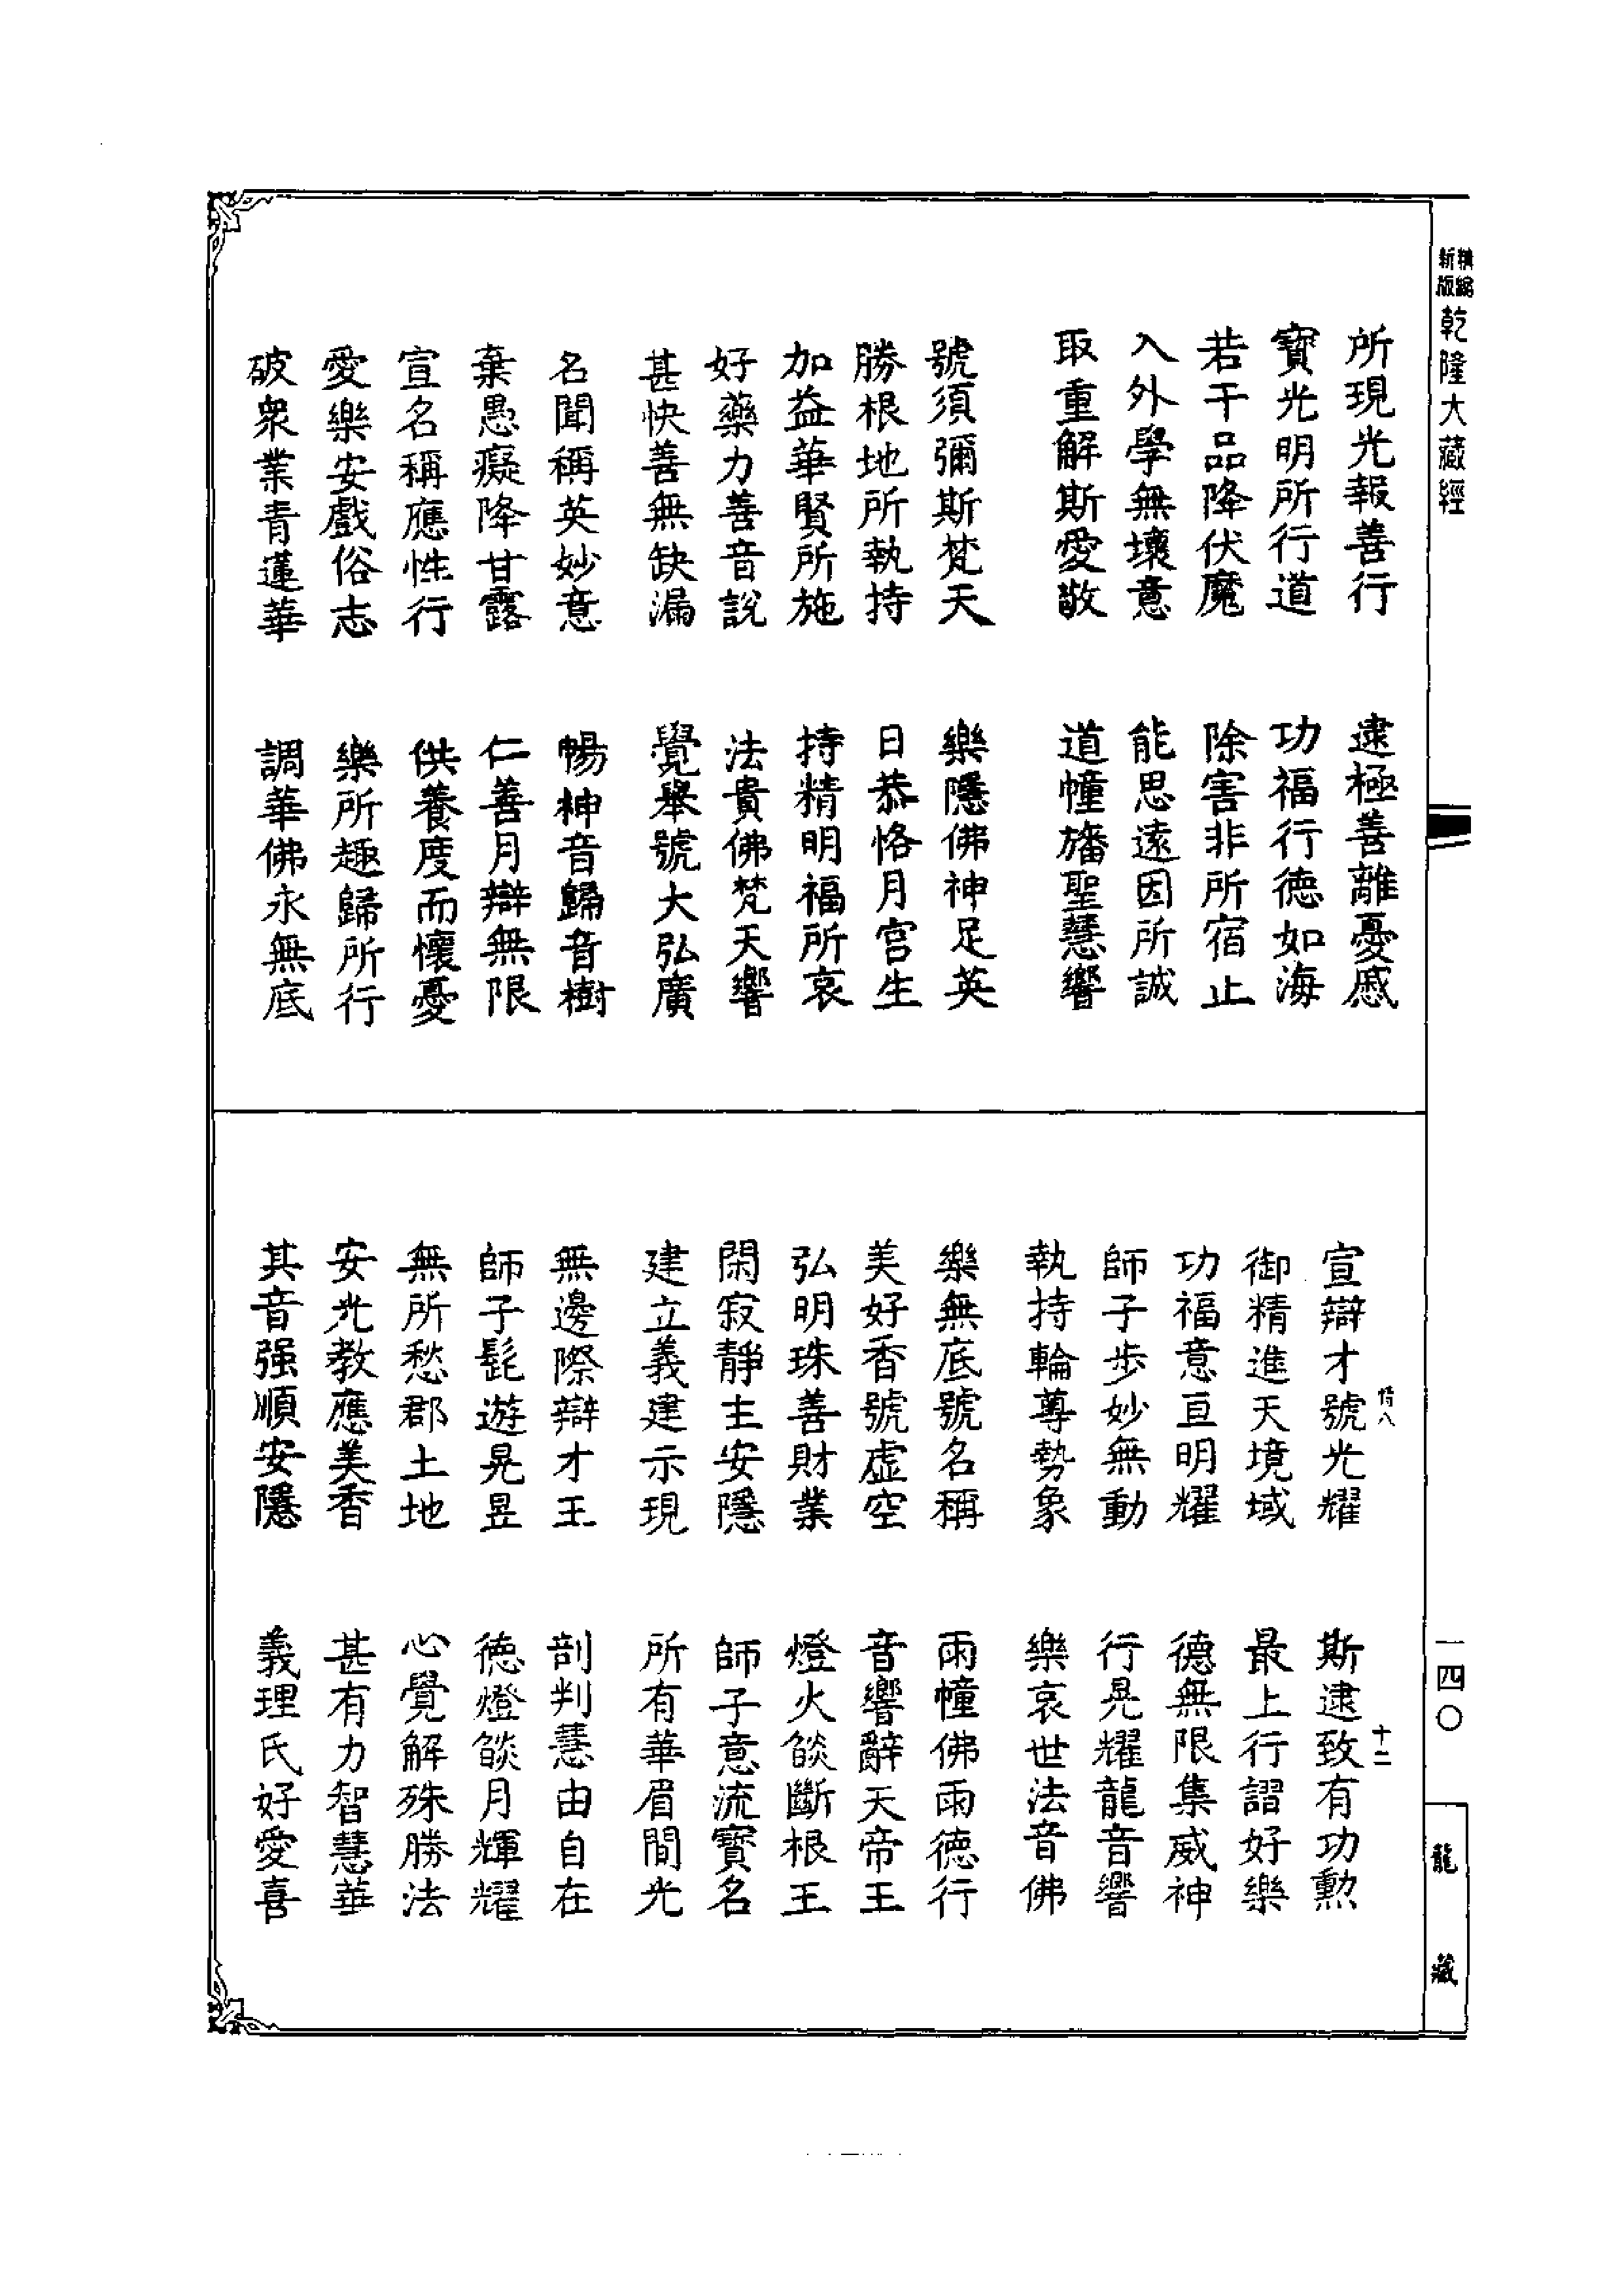 精縮新版乾隆大藏經
所現光報善行　逮極善離憂慼
寶光明所行道　功福行德如海
若干品降伏魔　除害非所宿止
入外學無壞意　能思遠因所誠
取重解斯愛敬　道幢旛聖慧響
號須彌斯梵天　樂隱佛神足英
勝根地所執持　日恭恪月宮生
加益華賢所施　持精明福所哀
好藥力善音說　法貴佛梵天響
甚快善無缺漏　覺舉號大弘廣
名聞稱英妙意　暢神音歸音樹
棄愚癡降甘露　仁善月辯無限
宣名稱應性行　供養度而懷憂
愛樂安戲俗志　樂所趣歸所行
破眾業青蓮華　調華佛永無底
宣辯才號光耀　斯逮致有功勲
御精進天境域　最上行謟好樂
功福意亘明耀　德無限集威神
師子步妙無動　行晃耀龍音響
執持輪尊勢象　樂哀世法音佛
樂無底號名稱　雨幢佛雨德行
美好香號虛空　音響辭天帝王
弘明珠善財業　燈火燄斷根王
閑寂靜主安隱　師子意流寶名
建立義建示現　所有華眉間光
無邊際辯才王　剖判慧由自在
師子髭遊晃昱　德燈燄月輝耀
無所愁郡土地　心覺解殊勝法
安光教應美香　甚有力智慧華
其音强順安隱　義理氏好愛喜
十二
一四〇
龍藏